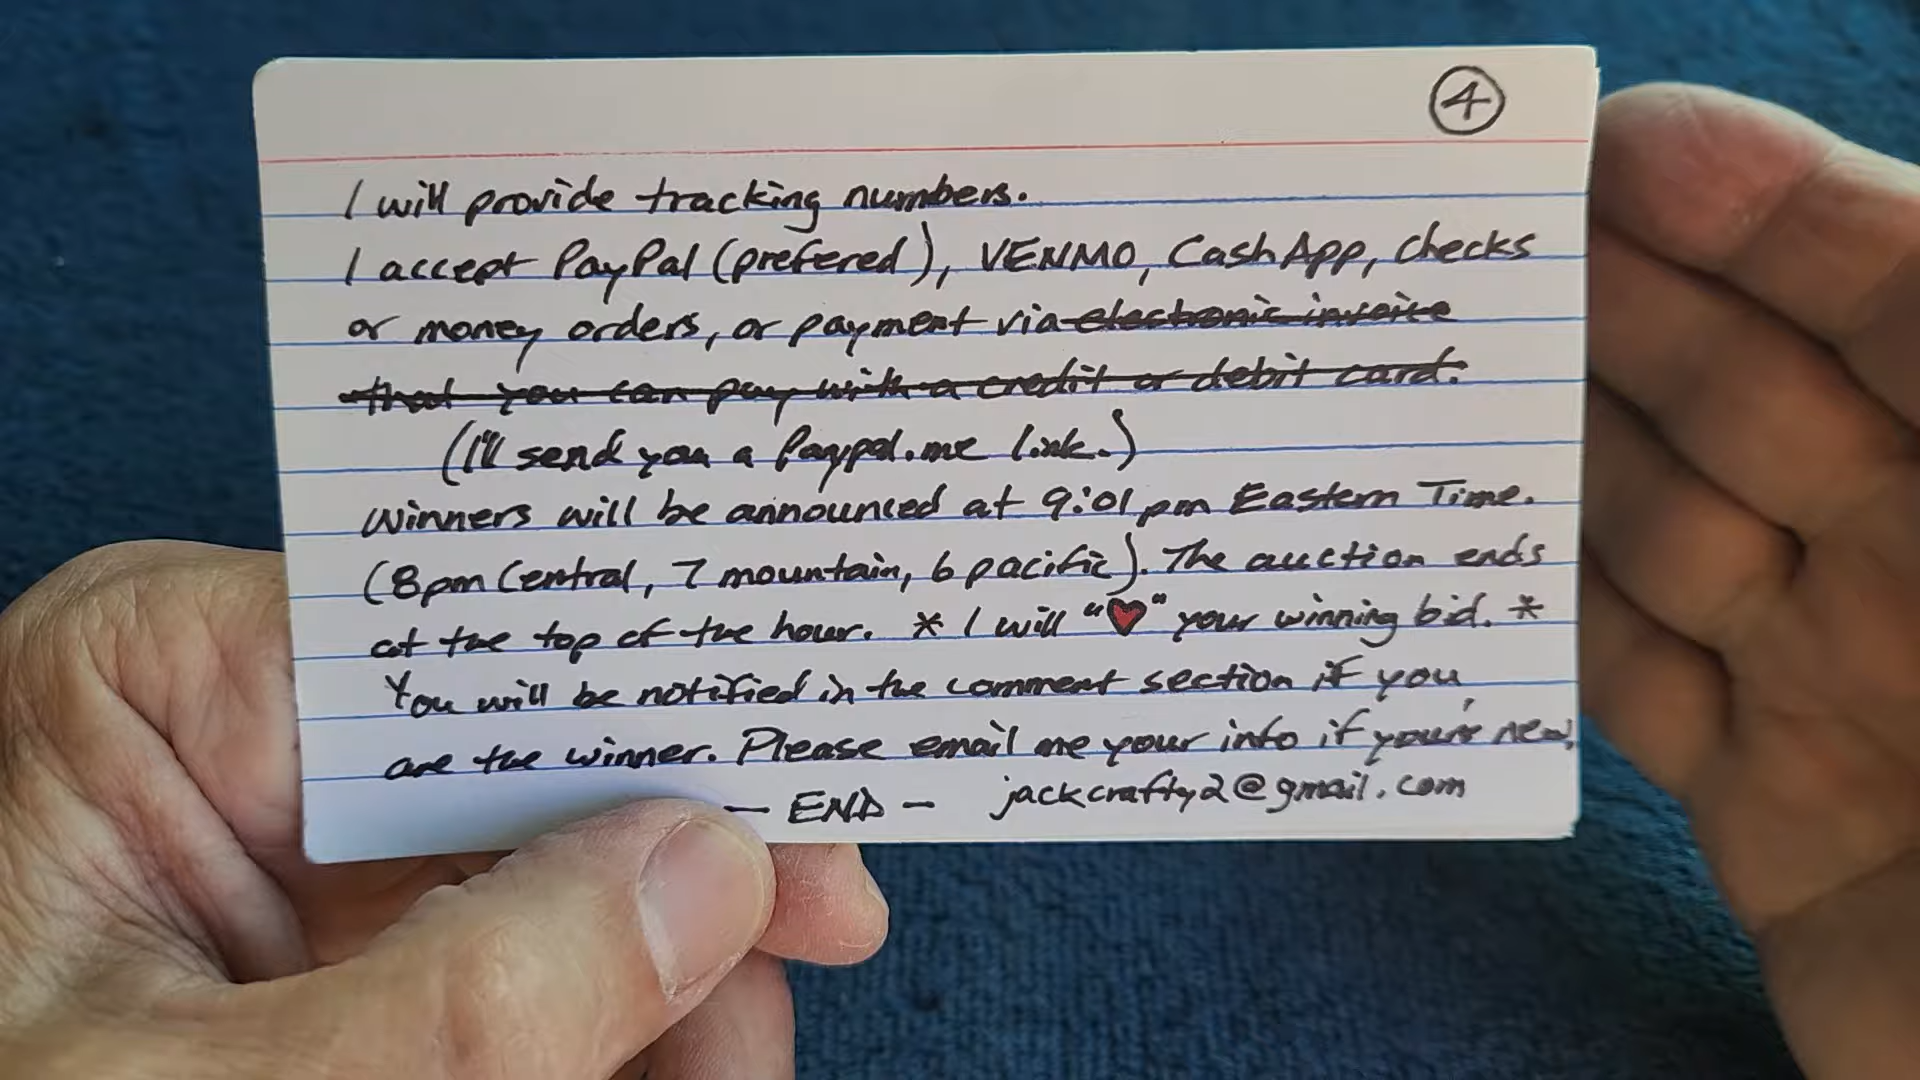 4
I will provide tracking numbers.
I accept PayPal (prefered), VENMO, CashApp, checks
or money orders, or payment via electronic invoice
that you can pay with a credit or debit card.
(I'll send you a Paypal.me link.)
Winners will be announced at 9:01 pm Eastern Time.
(8pm Central, 7 mountain, 6 pacific). The auction ends
at the top of the hour. * I will "♥" your winning bid. *
You will be notified in the comment section if you
are the winner. Please email me your info if you're new.
- END - jackcrafty2@gmail.com